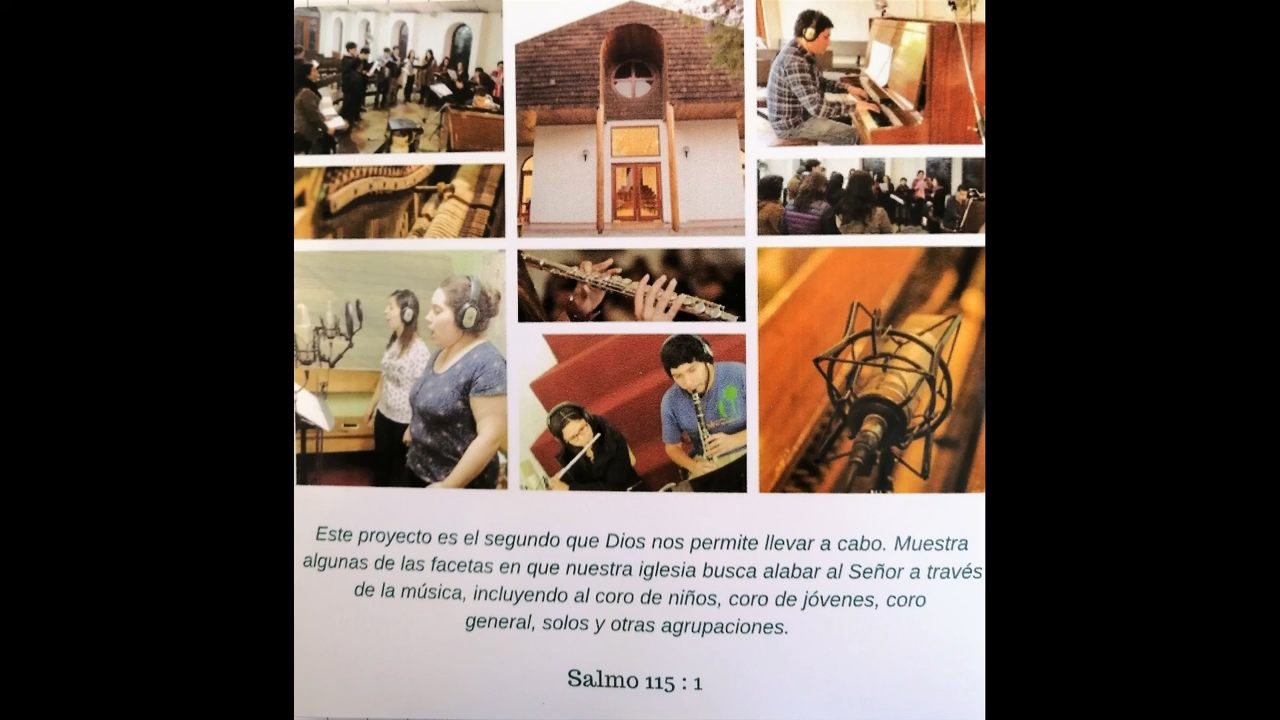 Este proyecto es el segundo que Dios nos permite llevar a cabo. Muestra
algunas de las facetas en que nuestra iglesia busca alabar al Señor a través
de la música, incluyendo al coro de niños, coro de jóvenes, coro
general, solos y otras agrupaciones.
Salmo 115 : 1